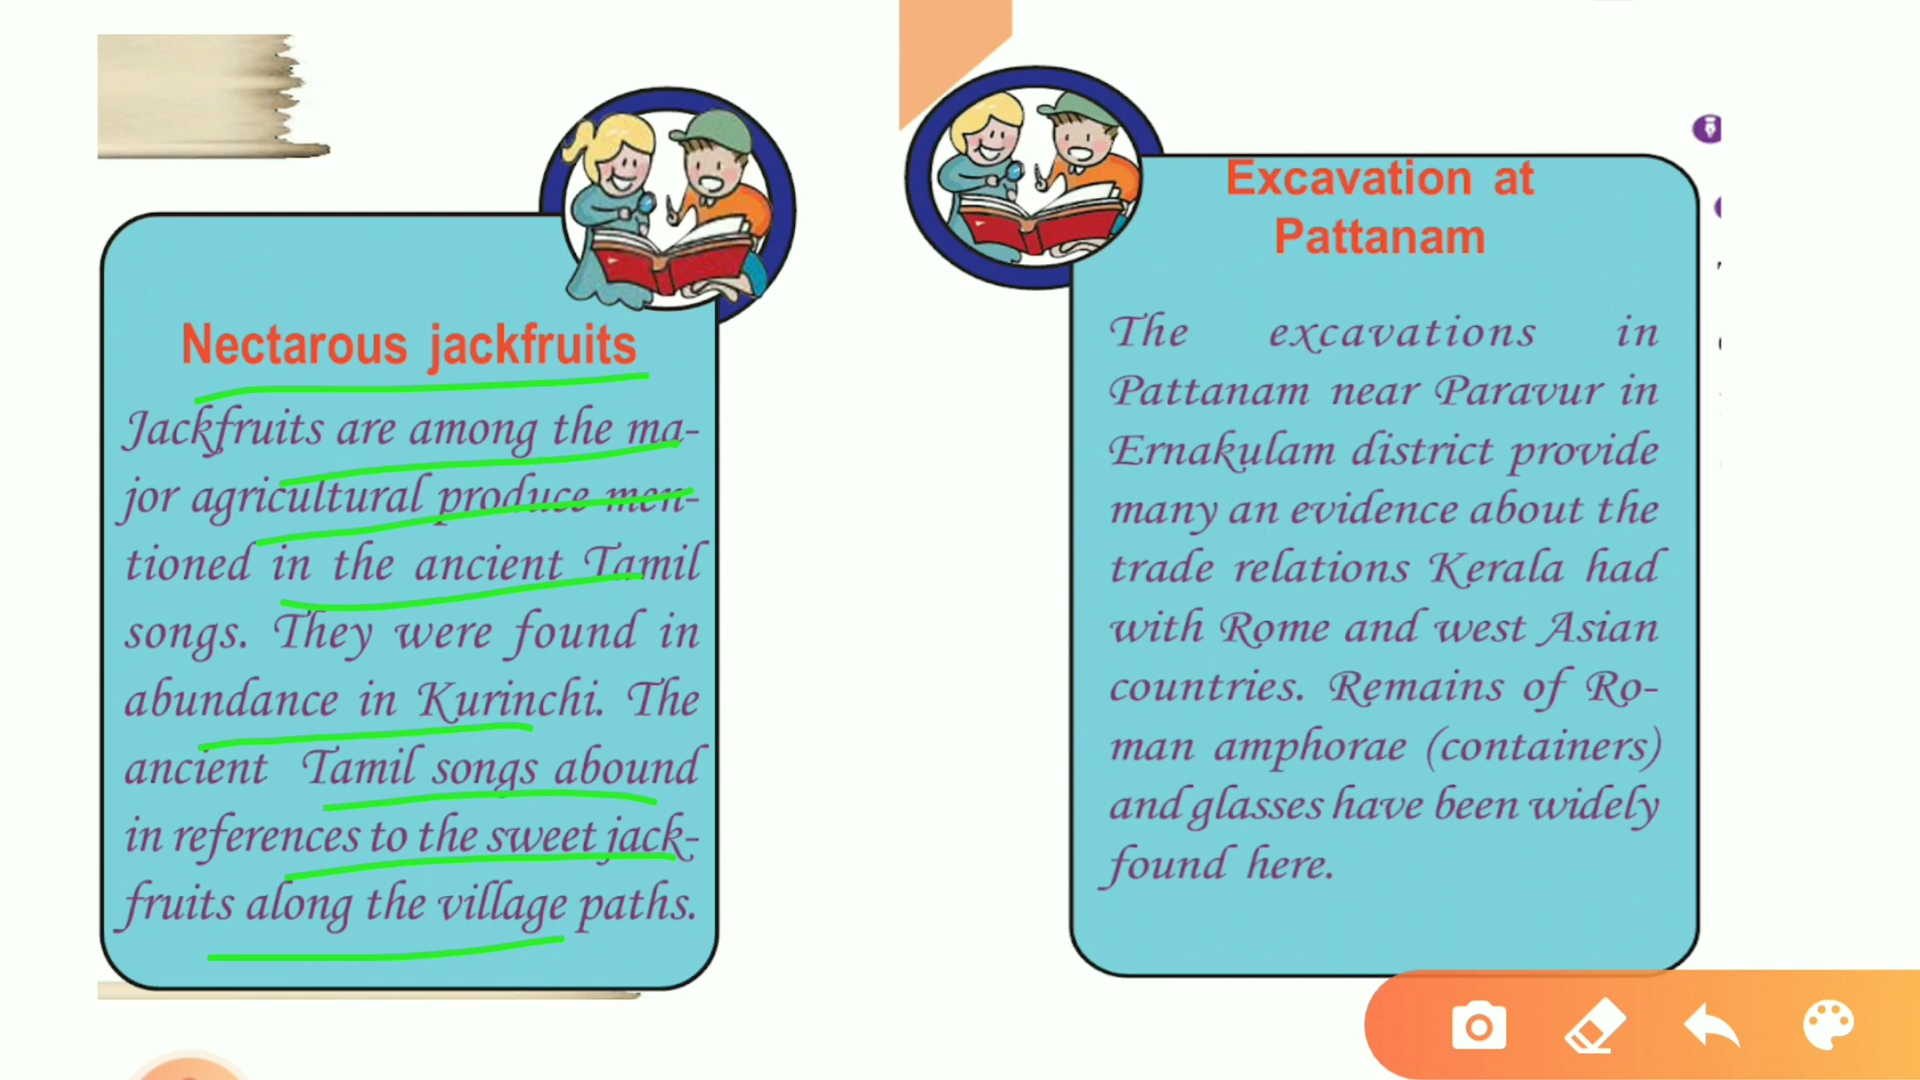 Nectarous jackfruits
Jackfruits are among the ma-
jor agricultural produce men-
tioned in the ancient Tamil
songs. They were found in
abundance in Kurinchi. The
ancient Tamil songs abound
in references to the sweet jack-
fruits along the village paths.
Excavation at
Pattanam
The excavations in
Pattanam near Paravur in
Ernakulam district provide
many an evidence about the
trade relations Kerala had
with Rome and west Asian
countries. Remains of Ro-
man amphorae (containers)
and glasses have been widely
found here.